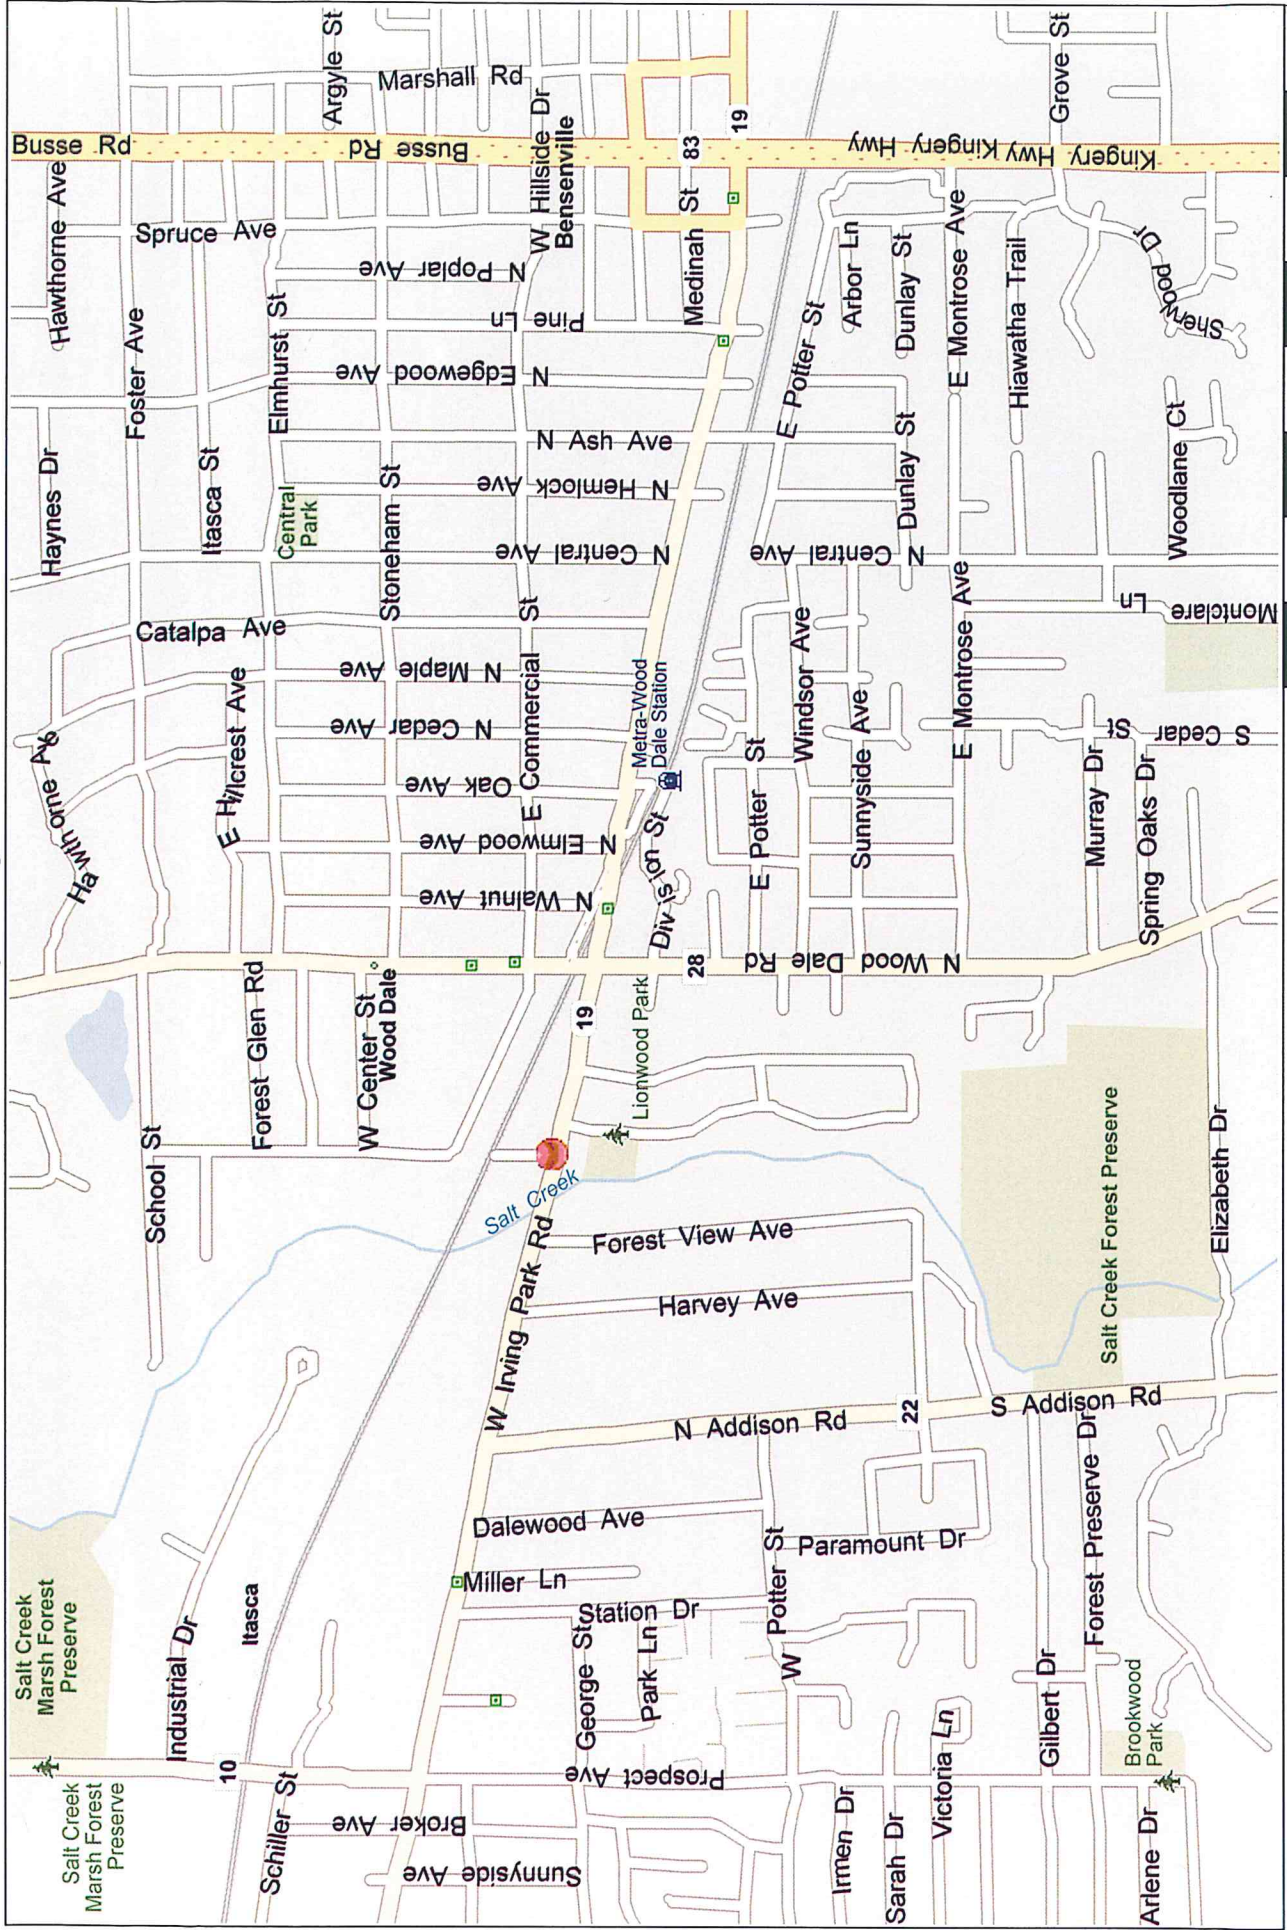 Salt Creek
Marsh Forest
Preserve
Salt Creek
Marsh Forest
Preserve
Industrial Dr
10
Itasca
Schiller St
Broker Ave
Sunnyside Ave
Prospect Ave
George St
Park Ln
Station Dr
Miller Ln
Dalewood Ave
W Potter St
Paramount Dr
Irmen Dr
Sarah Dr
Victoria Ln
Gilbert Dr
Forest Preserve Dr
Brookwood
Park
Arlene Dr
N Addison Rd
22
S Addison Rd
W Irving Park Rd
Harvey Ave
Forest View Ave
Salt Creek
Salt Creek Forest Preserve
Elizabeth Dr
School St
Forest Glen Rd
W Center St
Wood Dale
19
Lionwood Park
28
N Wood Dale Rd
Hawthorne Ave
E Hillcrest Ave
N Walnut Ave
N Elmwood Ave
Oak Ave
N Cedar Ave
N Maple Ave
Catalpa Ave
E Commercial St
Division St
Metra-Wood
Dale Station
E Potter St
Windsor Ave
Sunnyside Ave
E Montrose Ave
Murray Dr
Spring Oaks Dr
S Cedar St
Montclare Ln
Haynes Dr
Foster Ave
Itasca St
Elmhurst St
Central
Park
Stoneham St
N Central Ave
N Hemlock Ave
N Ash Ave
N Edgewood Ave
Pine Ln
N Poplar Ave
Spruce Ave
Hawthorne Ave
N Central Ave
Dunlay St
E Potter St
Arbor Ln
Dunlay St
E Montrose Ave
Hiawatha Trail
Woodlane Ct
Sherwood Dr
Medinah St
W Hillside Dr
Bensenville
Busse Rd
Busse Rd
83
19
Kingery Hwy
Kingery Hwy
Kingery Hwy
Marshall Rd
Argyle St
Grove St